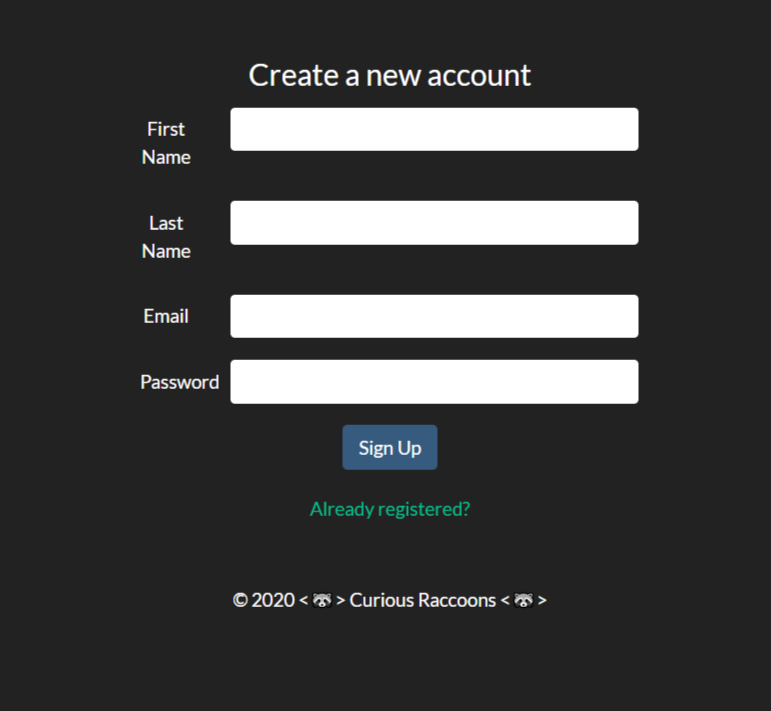 Create a new account
First
Name
Last
Name
Email
Password
Sign Up
Already registered?
© 2020 < 🦝 > Curious Raccoons < 🦝 >